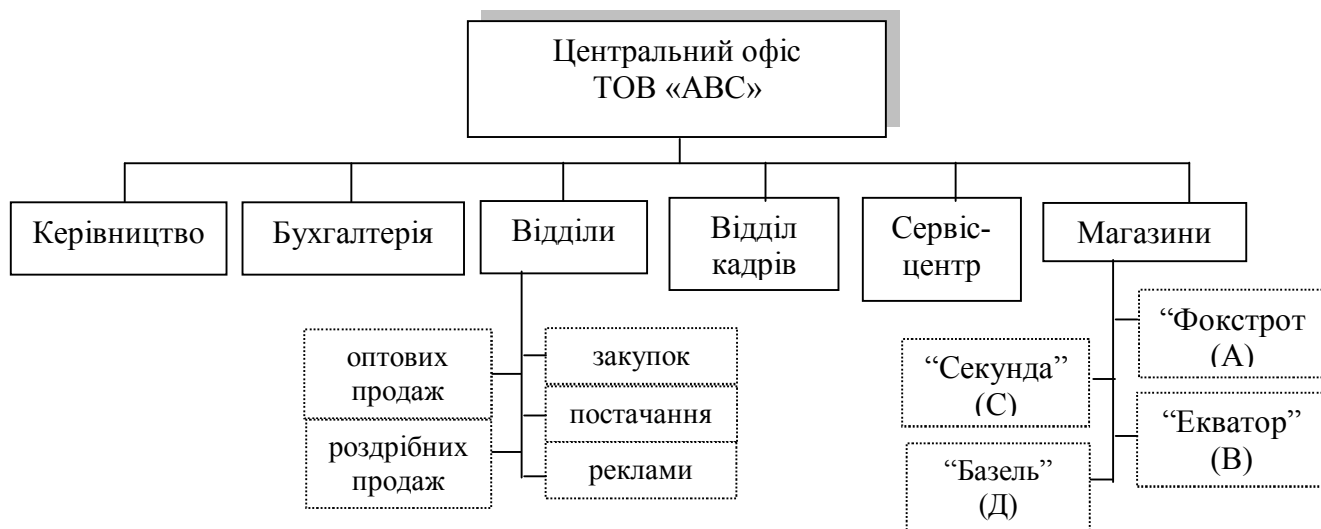 Центральний офіс
ТОВ «АВС»
Керівництво
Бухгалтерія
Відділи
Відділ
кадрів
Сервіс-
центр
Магазини
оптових
продаж
роздрібних
продаж
закупок
постачання
реклами
“Секунда”
(С)
“Базель”
(Д)
“Фокстрот
(А)
“Екватор”
(В)